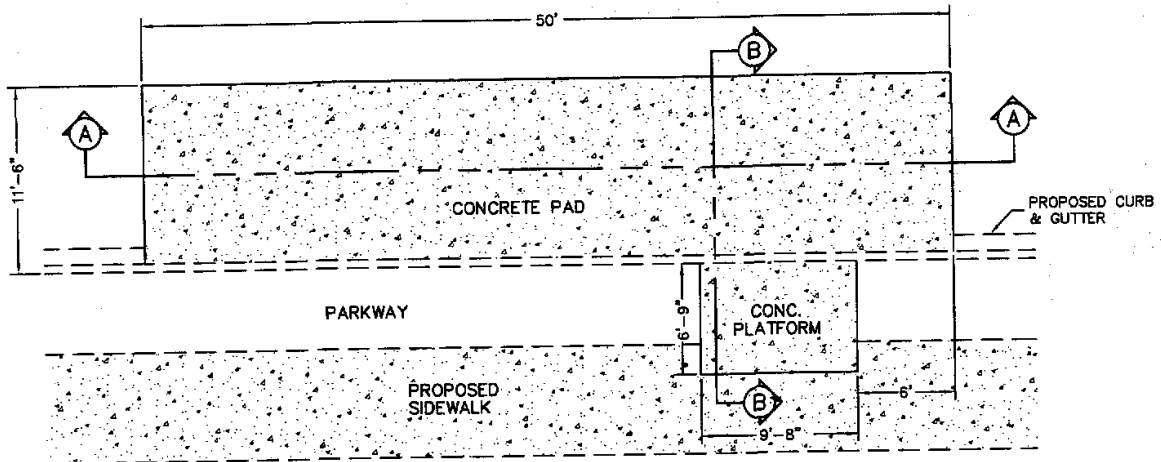 50'
B
A
A
11'-6"
CONCRETE PAD
PROPOSED CURB
& GUTTER
PARKWAY
6'-9"
CONC.
PLATFORM
PROPOSED
SIDEWALK
B
6'
9'-8"